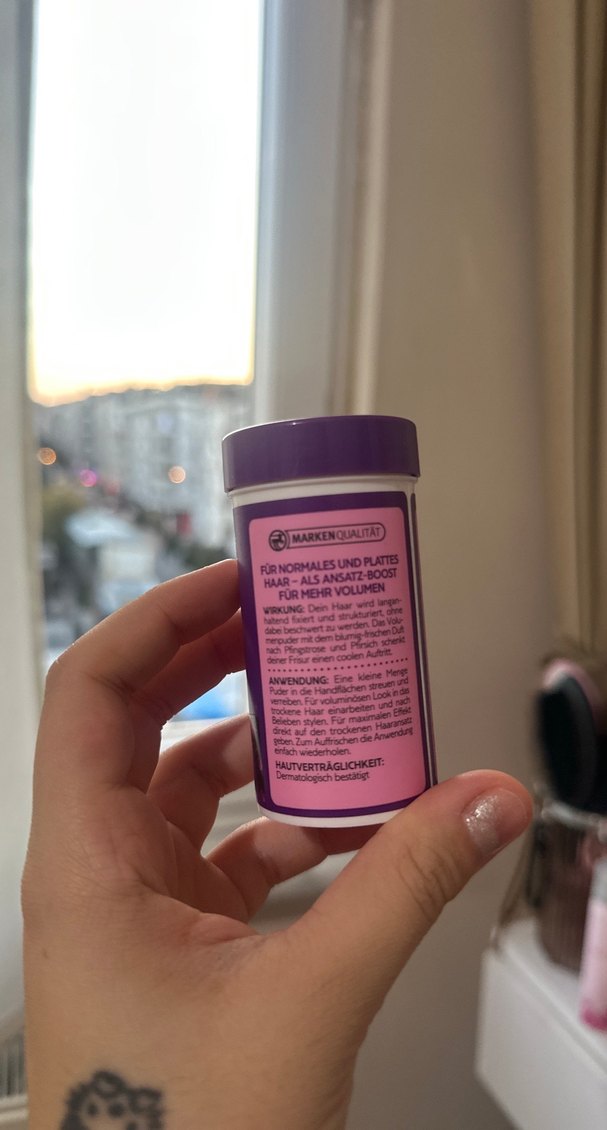 MARKENQUALITÄT
FÜR NORMALES UND PLATTES
HAAR – ALS ANSATZ-BOOST
FÜR MEHR VOLUMEN
WIRKUNG: Dein Haar wird langan-
haltend fixiert und strukturiert, ohne
dabei beschwert zu werden. Das Volu-
menpuder mit dem blumig-frischen Duft
nach Pfingstrose und Pfirsich schenkt
deiner Frisur einen coolen Auftritt.
ANWENDUNG: Eine kleine Menge
Puder in die Handflächen streuen und
verreiben. Für voluminösen Look in das
trockene Haar einarbeiten und nach
Belieben stylen. Für maximalen Effekt
direkt auf den trockenen Haaransatz
geben. Zum Auffrischen die Anwendung
einfach wiederholen.
HAUTVERTRÄGLICHKEIT:
Dermatologisch bestätigt